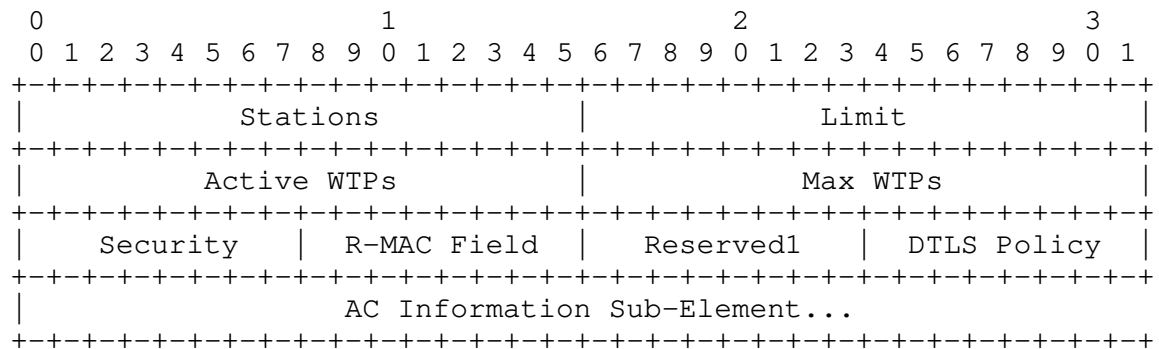 0                   1                   2                   3
 0 1 2 3 4 5 6 7 8 9 0 1 2 3 4 5 6 7 8 9 0 1 2 3 4 5 6 7 8 9 0 1
+-+-+-+-+-+-+-+-+-+-+-+-+-+-+-+-+-+-+-+-+-+-+-+-+-+-+-+-+-+-+-+-+
|            Stations           |             Limit             |
+-+-+-+-+-+-+-+-+-+-+-+-+-+-+-+-+-+-+-+-+-+-+-+-+-+-+-+-+-+-+-+-+
|          Active WTPs          |            Max WTPs           |
+-+-+-+-+-+-+-+-+-+-+-+-+-+-+-+-+-+-+-+-+-+-+-+-+-+-+-+-+-+-+-+-+
|    Security   |  R-MAC Field  |   Reserved1   |  DTLS Policy  |
+-+-+-+-+-+-+-+-+-+-+-+-+-+-+-+-+-+-+-+-+-+-+-+-+-+-+-+-+-+-+-+-+
|                  AC Information Sub-Element...
+-+-+-+-+-+-+-+-+-+-+-+-+-+-+-+-+-+-+-+-+-+-+-+-+-+-+-+-+-+-+-+-+